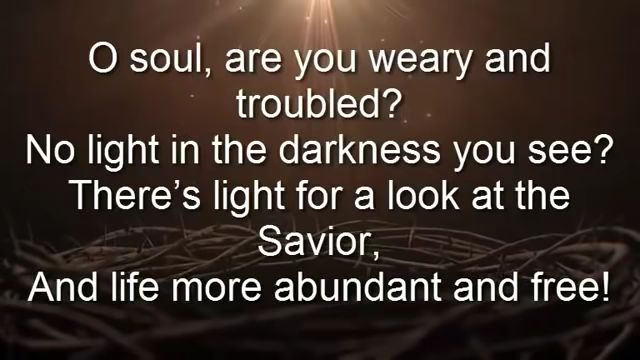 O soul, are you weary and
troubled?
No light in the darkness you see?
There’s light for a look at the
Savior,
And life more abundant and free!